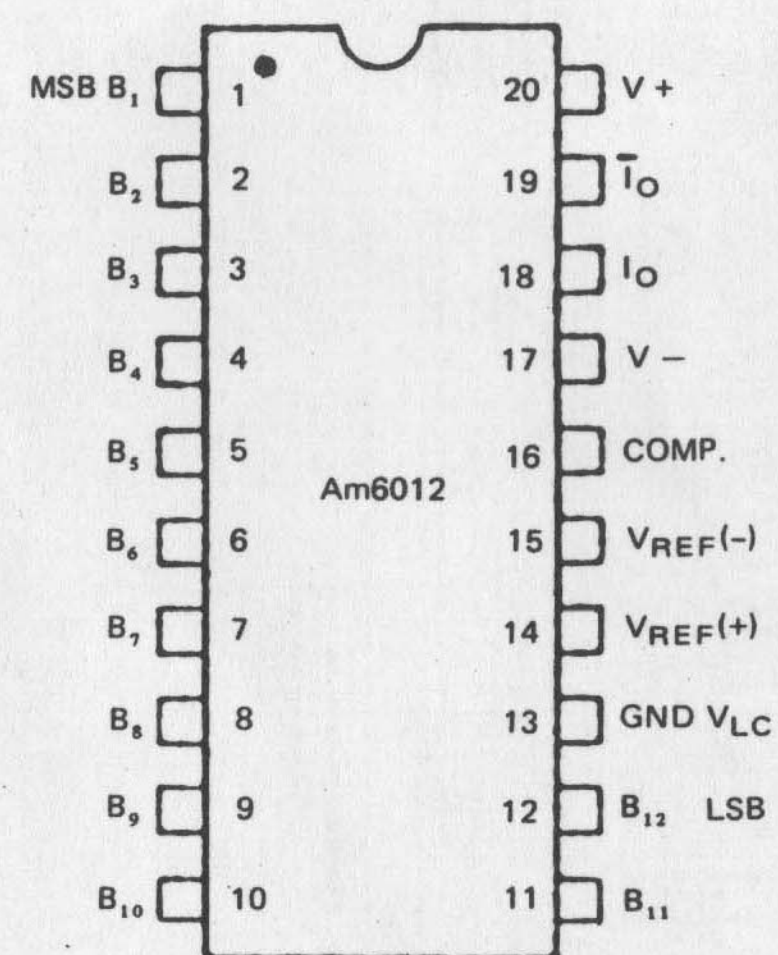 MSB B₁ 1 20 V +
B₂ 2 19 I̅O
B₃ 3 18 IO
B₄ 4 17 V −
B₅ 5 16 COMP.
Am6012
B₆ 6 15 VREF(−)
B₇ 7 14 VREF(+)
B₈ 8 13 GND VLC
B₉ 9 12 B₁₂ LSB
B₁₀ 10 11 B₁₁